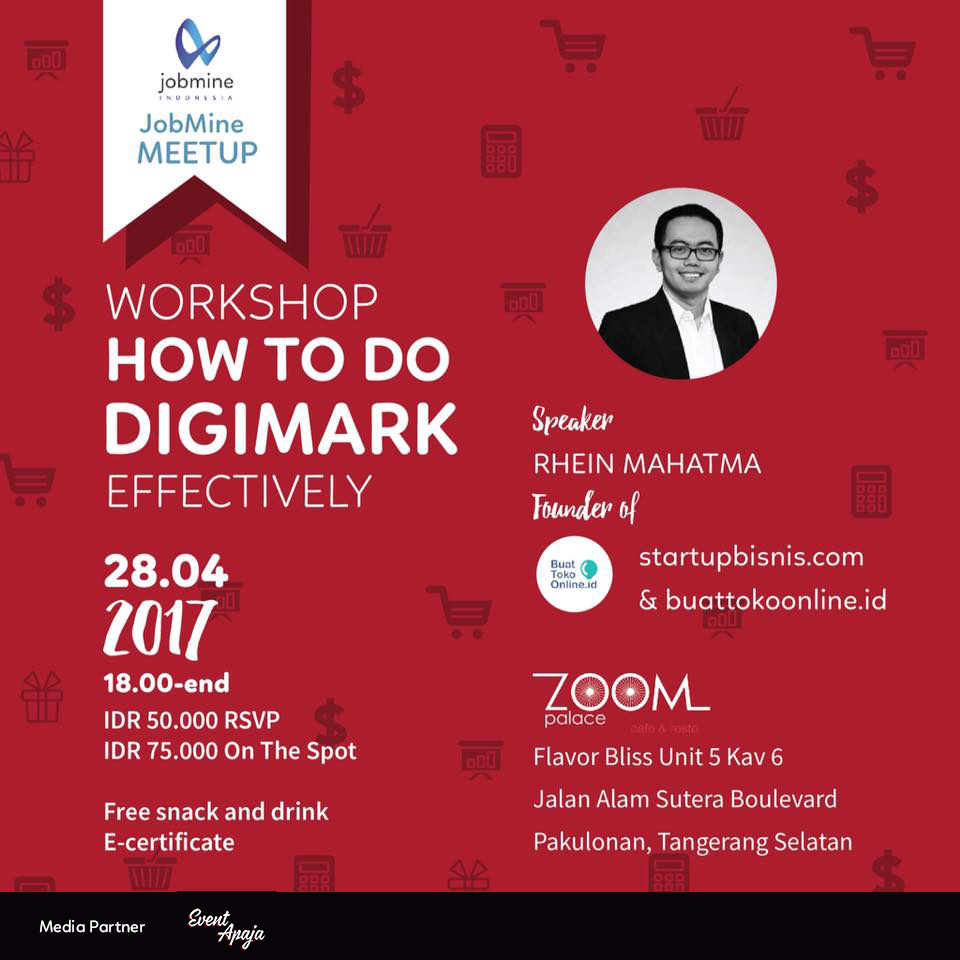 jobmine
INDONESIA
JobMine
MEETUP
WORKSHOP
HOW TO DO
DIGIMARK
EFFECTIVELY
28.04
2017
18.00-end
IDR 50.000 RSVP
IDR 75.000 On The Spot
Free snack and drink
E-certificate
Speaker
RHEIN MAHATMA
Founder of
Buat
Toko
Online.id
startupbisnis.com
& buattokoonline.id
ZOOM
palace
cafe & resto
Flavor Bliss Unit 5 Kav 6
Jalan Alam Sutera Boulevard
Pakulonan, Tangerang Selatan
Media Partner
Event
Apaja